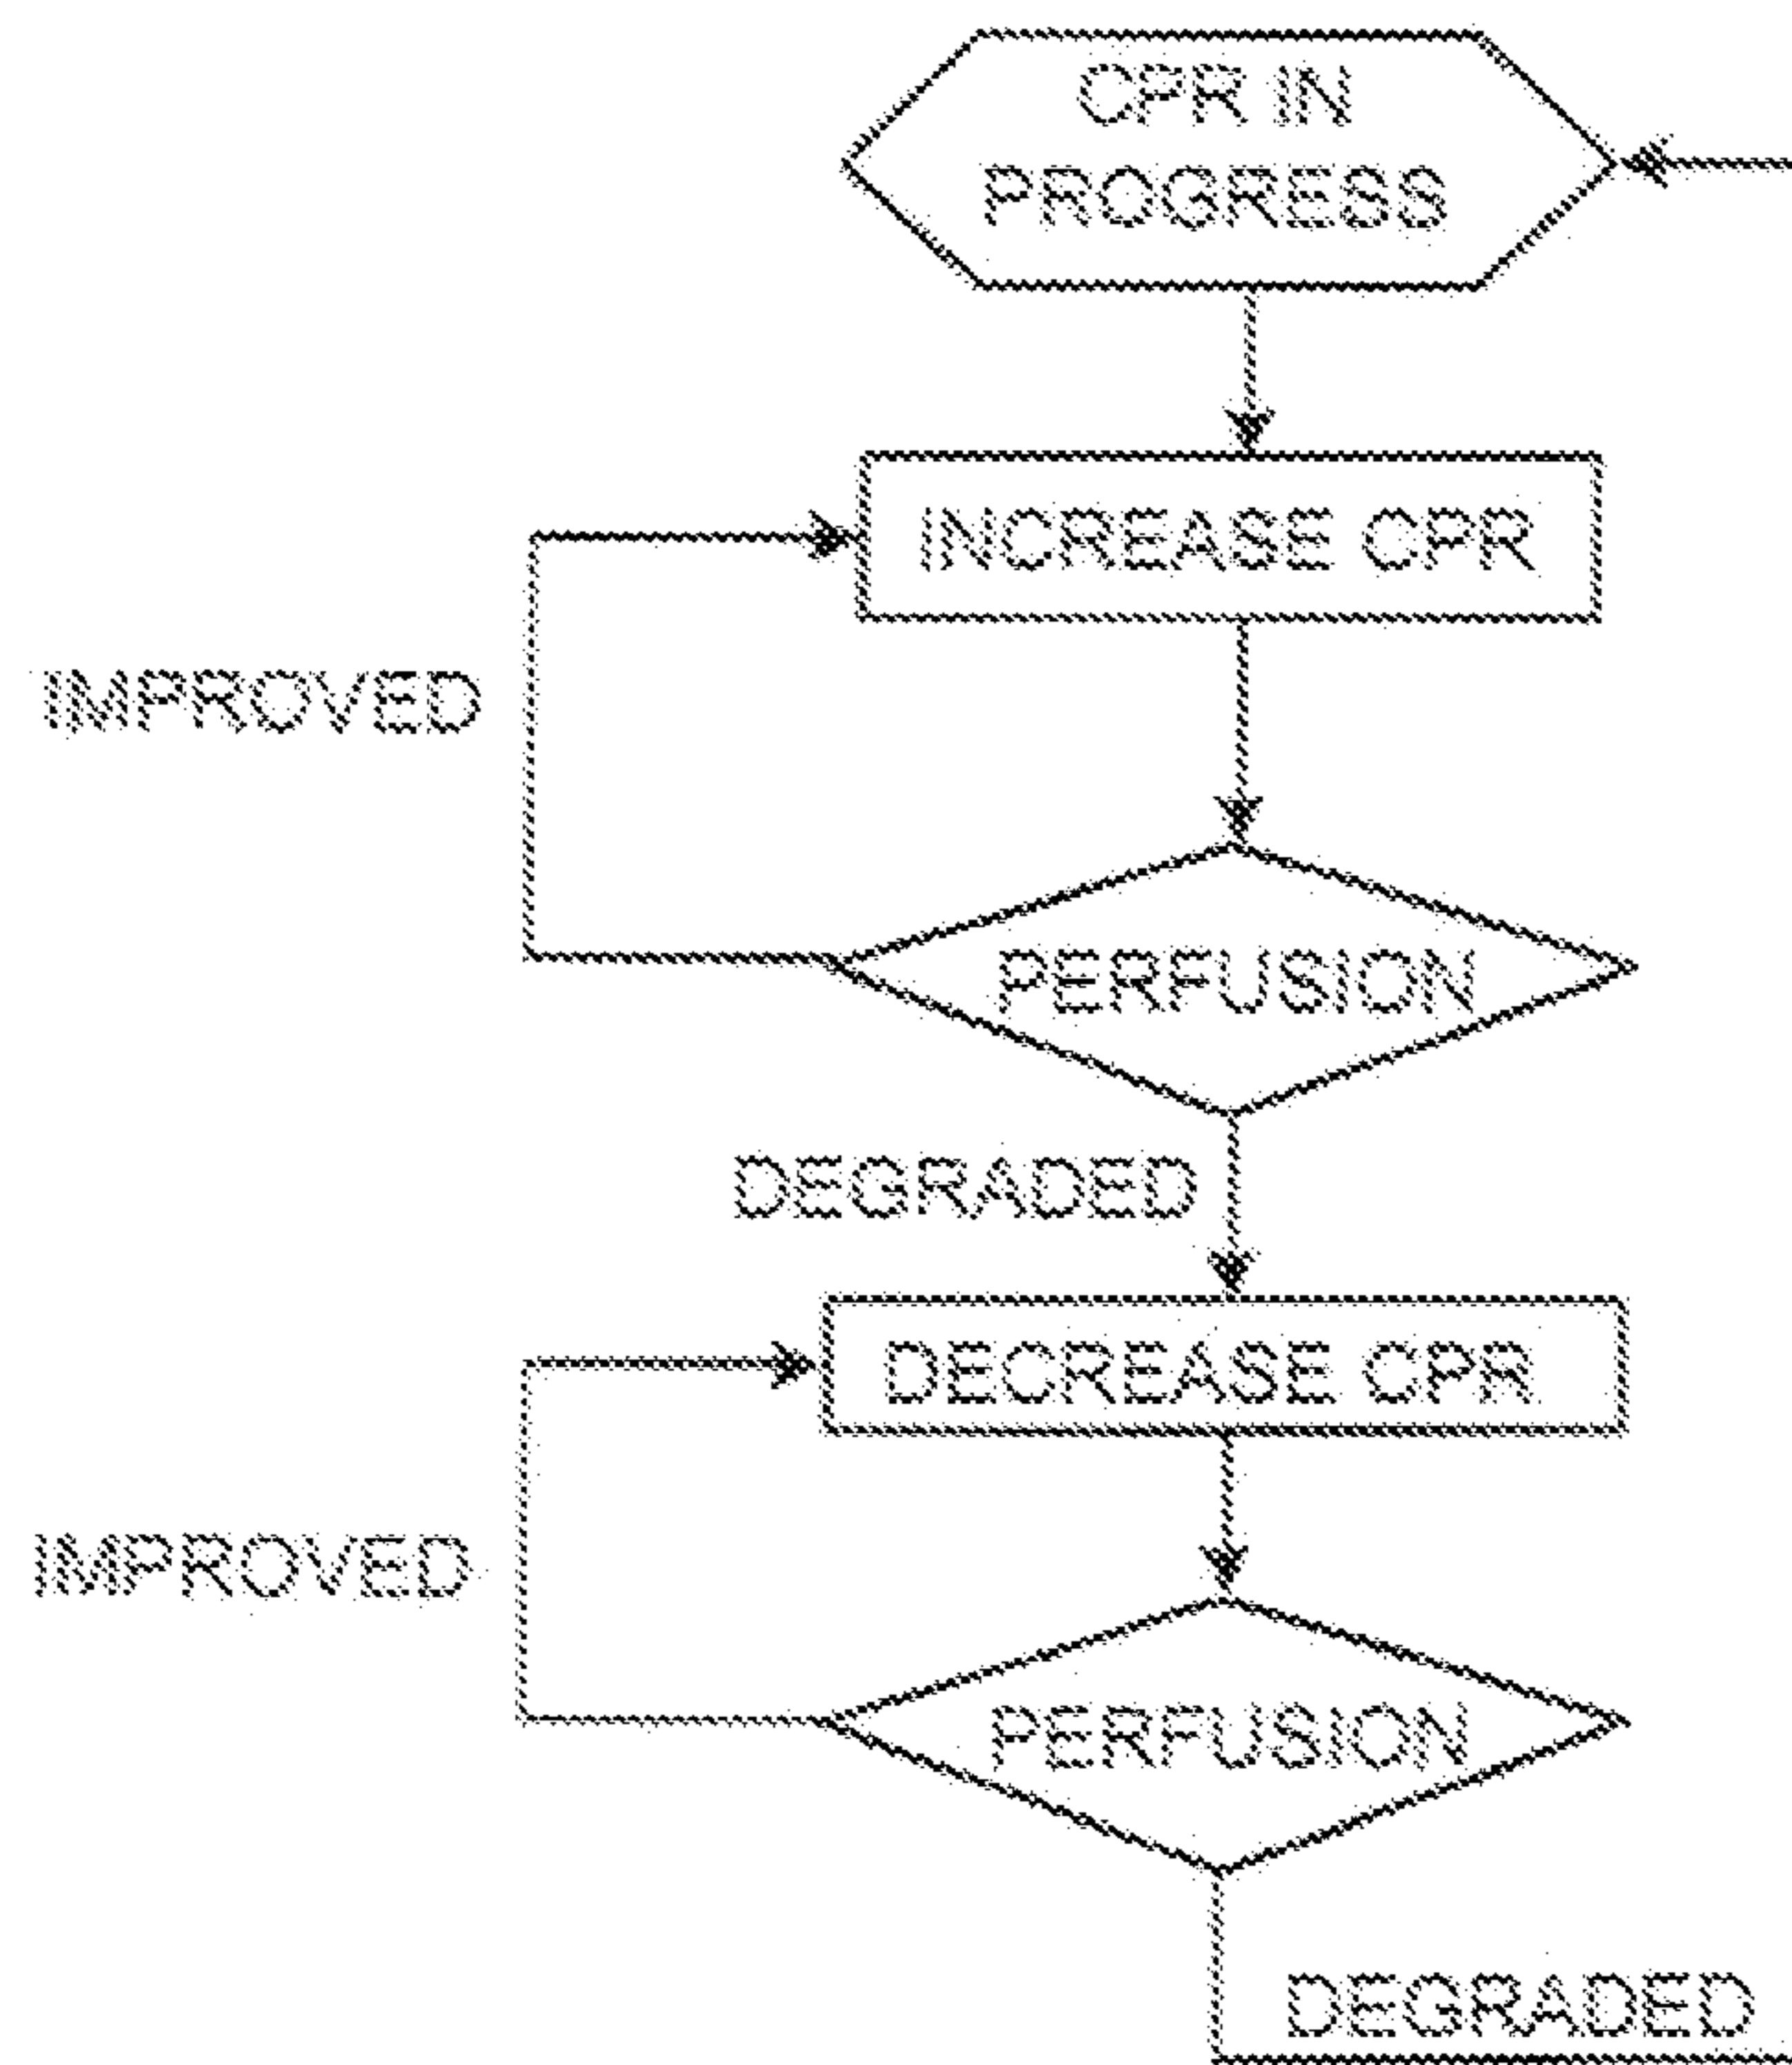 CPR IN
PROGRESS
INCREASE CPR
IMPROVED
PERFUSION
DEGRADED
DECREASE CPR
IMPROVED
PERFUSION
DEGRADED